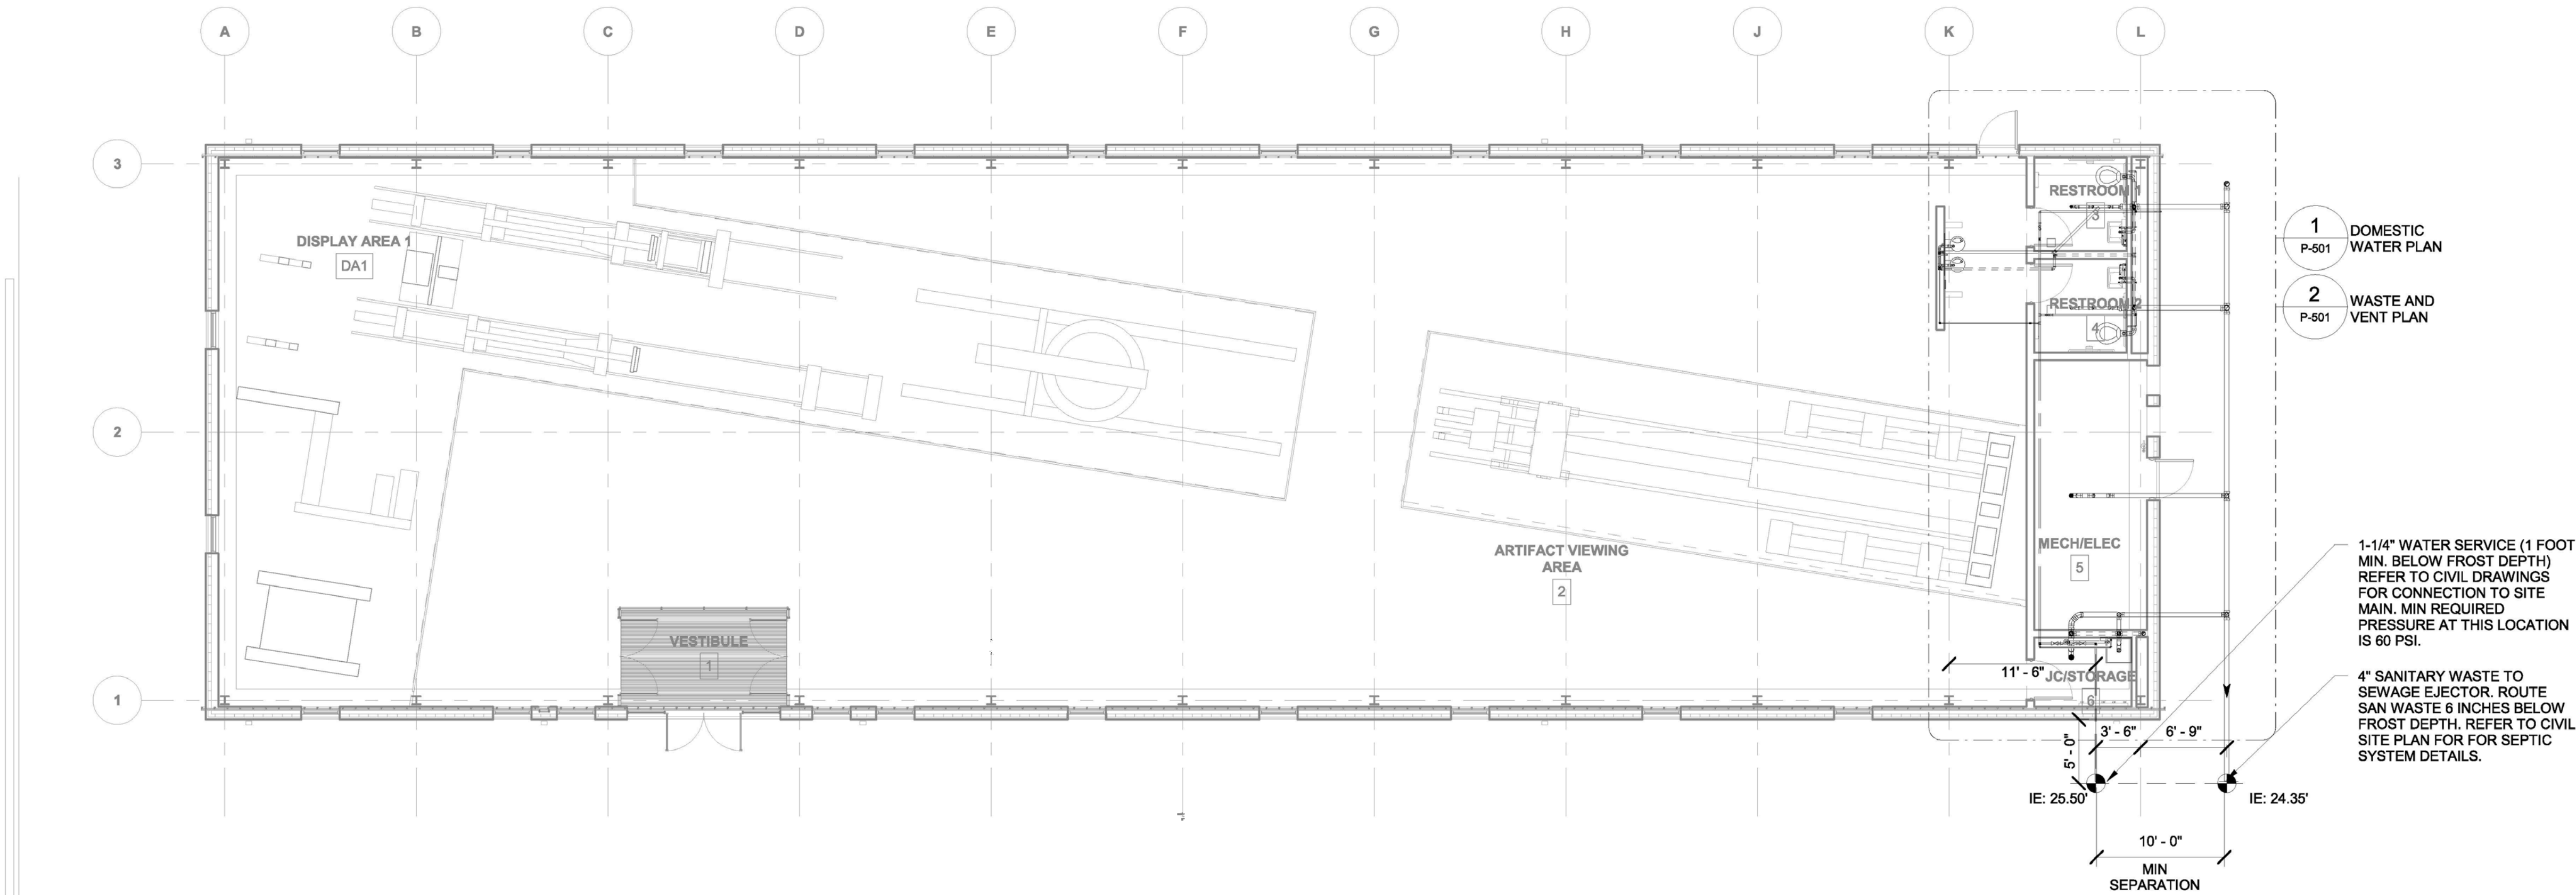 A
B
C
D
E
F
G
H
J
K
L
3
2
1
DISPLAY AREA 1
DA1
RESTROOM 1
3
RESTROOM 2
4
1
P-501
DOMESTIC
WATER PLAN
2
P-501
WASTE AND
VENT PLAN
ARTIFACT VIEWING
AREA
2
MECH/ELEC
5
VESTIBULE
1
11' - 6"
JC/STORAGE
6
1-1/4" WATER SERVICE (1 FOOT
MIN. BELOW FROST DEPTH)
REFER TO CIVIL DRAWINGS
FOR CONNECTION TO SITE
MAIN. MIN REQUIRED
PRESSURE AT THIS LOCATION
IS 60 PSI.
4" SANITARY WASTE TO
SEWAGE EJECTOR. ROUTE
SAN WASTE 6 INCHES BELOW
FROST DEPTH. REFER TO CIVIL
SITE PLAN FOR FOR SEPTIC
SYSTEM DETAILS.
5' - 0"
3' - 6"
6' - 9"
IE: 25.50'
IE: 24.35'
10' - 0"
MIN
SEPARATION